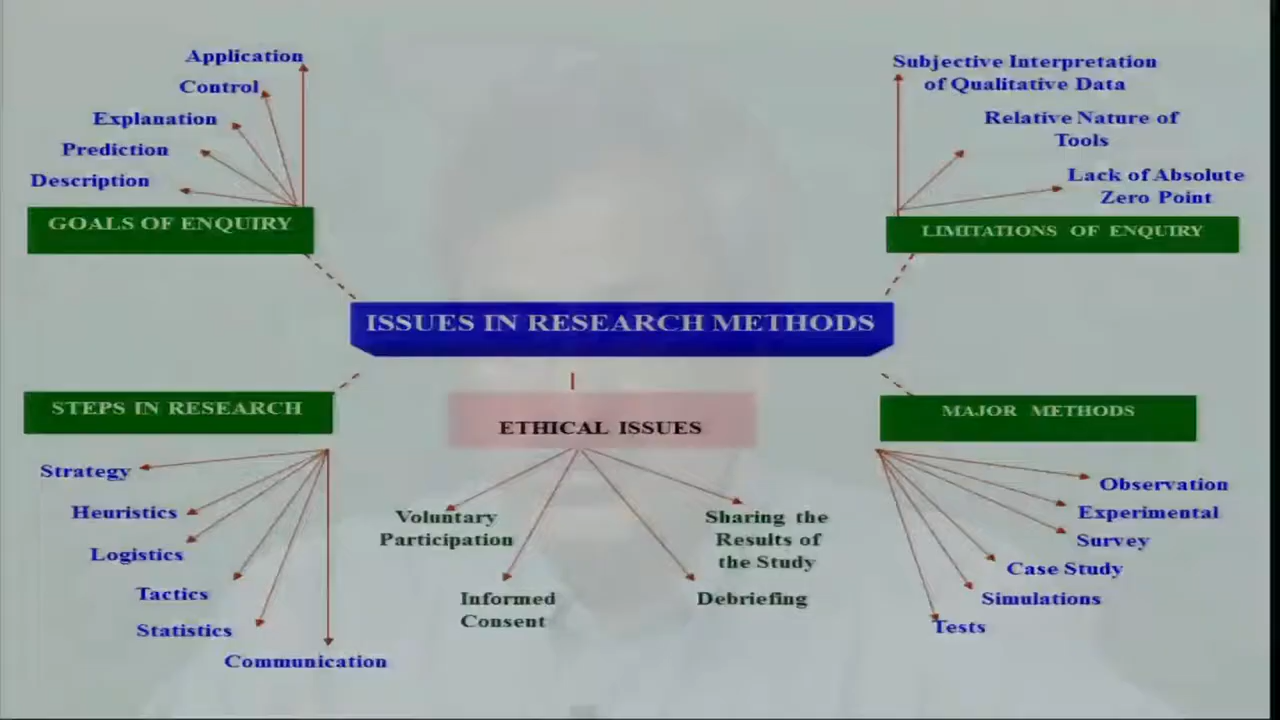 Application
Control
Explanation
Prediction
Description
GOALS OF ENQUIRY
Subjective Interpretation
of Qualitative Data
Relative Nature of
Tools
Lack of Absolute
Zero Point
LIMITATIONS OF ENQUIRY
ISSUES IN RESEARCH METHODS
STEPS IN RESEARCH
Strategy
Heuristics
Logistics
Tactics
Statistics
Communication
ETHICAL ISSUES
Voluntary
Participation
Informed
Consent
Sharing the
Results of
the Study
Debriefing
MAJOR METHODS
Observation
Experimental
Survey
Case Study
Simulations
Tests